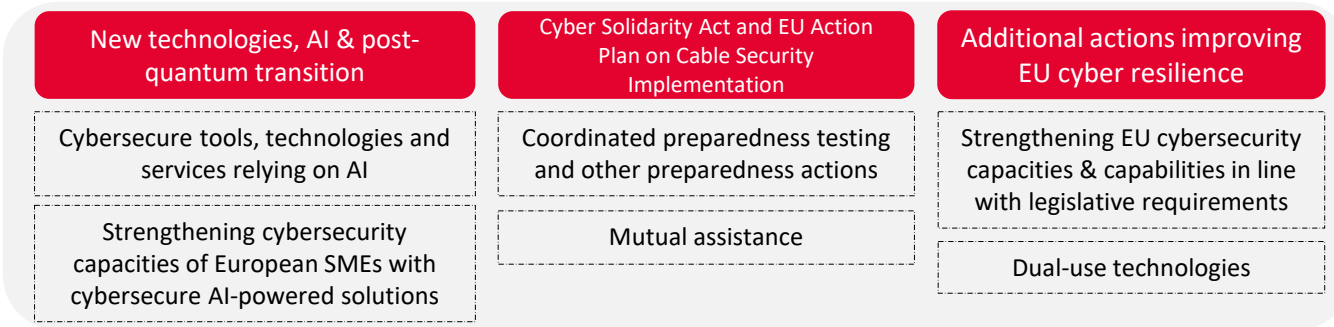 New technologies, AI & post-
quantum transition
Cybersecure tools, technologies and
services relying on AI
Strengthening cybersecurity
capacities of European SMEs with
cybersecure AI-powered solutions
Cyber Solidarity Act and EU Action
Plan on Cable Security
Implementation
Coordinated preparedness testing
and other preparedness actions
Mutual assistance
Additional actions improving
EU cyber resilience
Strengthening EU cybersecurity
capacities & capabilities in line
with legislative requirements
Dual-use technologies